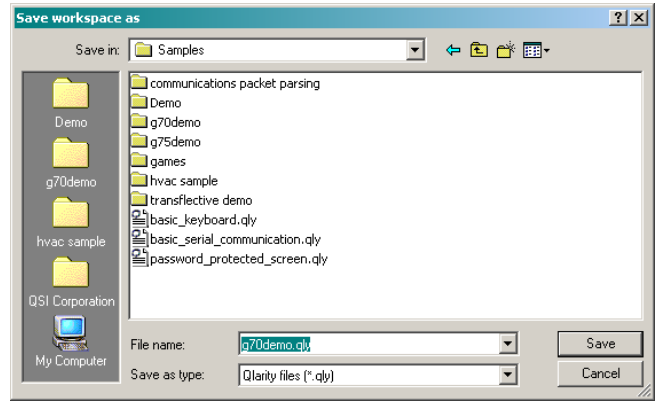 Save workspace as
Save in: Samples
Demo
g70demo
hvac sample
QSI Corporation
My Computer
communications packet parsing
Demo
g70demo
g75demo
games
hvac sample
transflective demo
basic_keyboard.qly
basic_serial_communication.qly
password_protected_screen.qly
File name: g70demo.qly Save
Save as type: Qlarity files (*.qly) Cancel